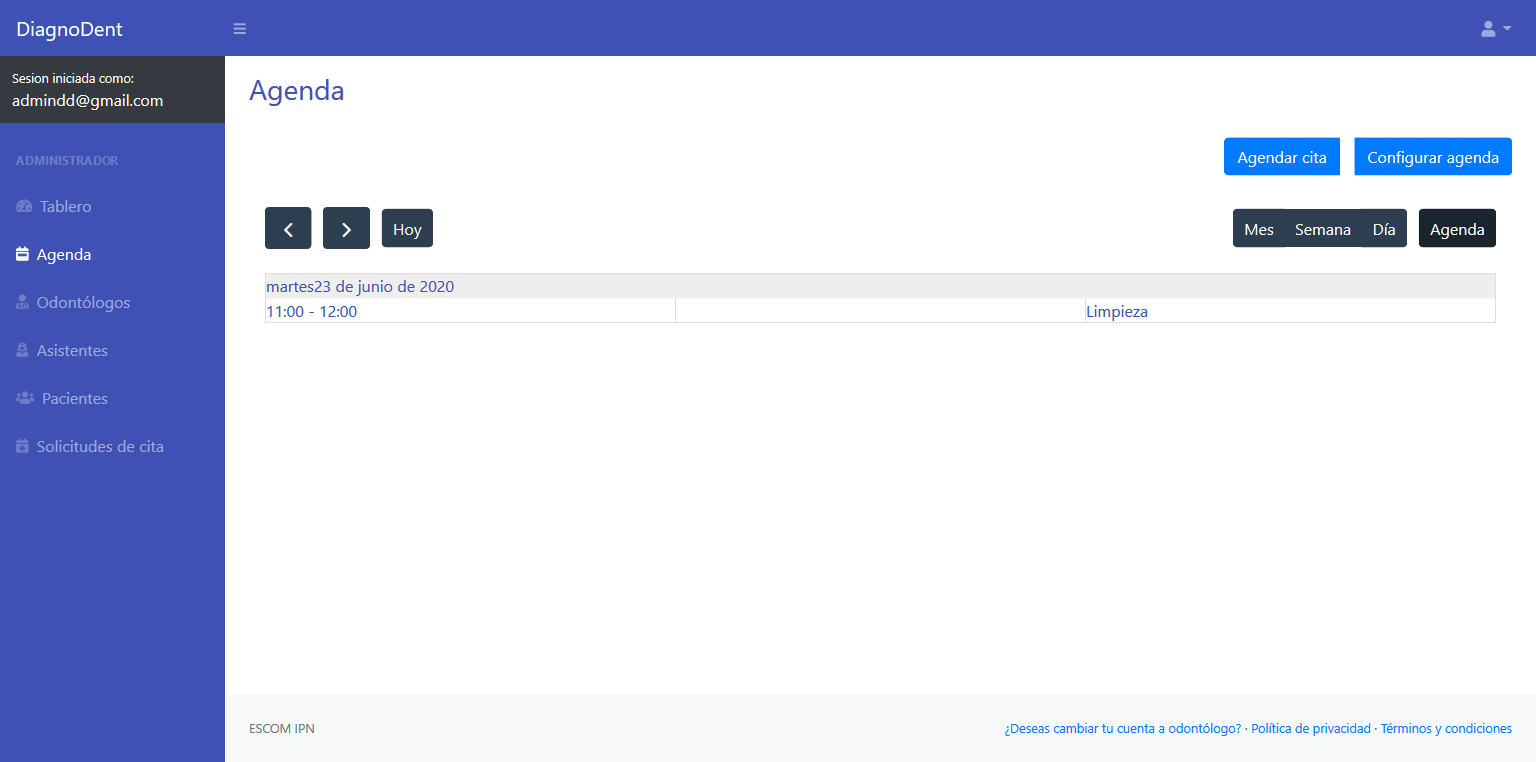 DiagnoDent
Sesion iniciada como:
admindd@gmail.com
ADMINISTRADOR
Tablero
Agenda
Odontólogos
Asistentes
Pacientes
Solicitudes de cita
Agenda
Agendar cita Configurar agenda
Hoy Mes Semana Día Agenda
martes23 de junio de 2020
11:00 - 12:00 Limpieza
ESCOM IPN ¿Deseas cambiar tu cuenta a odontólogo? · Política de privacidad · Términos y condiciones